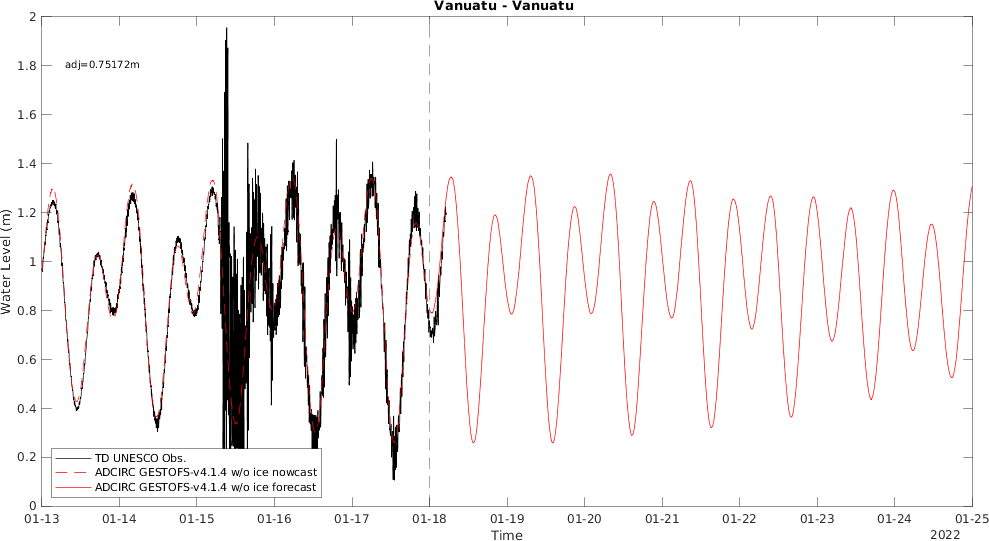 Vanuatu - Vanuatu
2
1.8
1.6
1.4
1.2
1
0.8
0.6
0.4
0.2
0
Water Level (m)
adj=0.75172m
TD UNESCO Obs.
ADCIRC GESTOFS-v4.1.4 w/o ice nowcast
ADCIRC GESTOFS-v4.1.4 w/o ice forecast
01-13 01-14 01-15 01-16 01-17 01-18 01-19 01-20 01-21 01-22 01-23 01-24 01-25
Time
2022